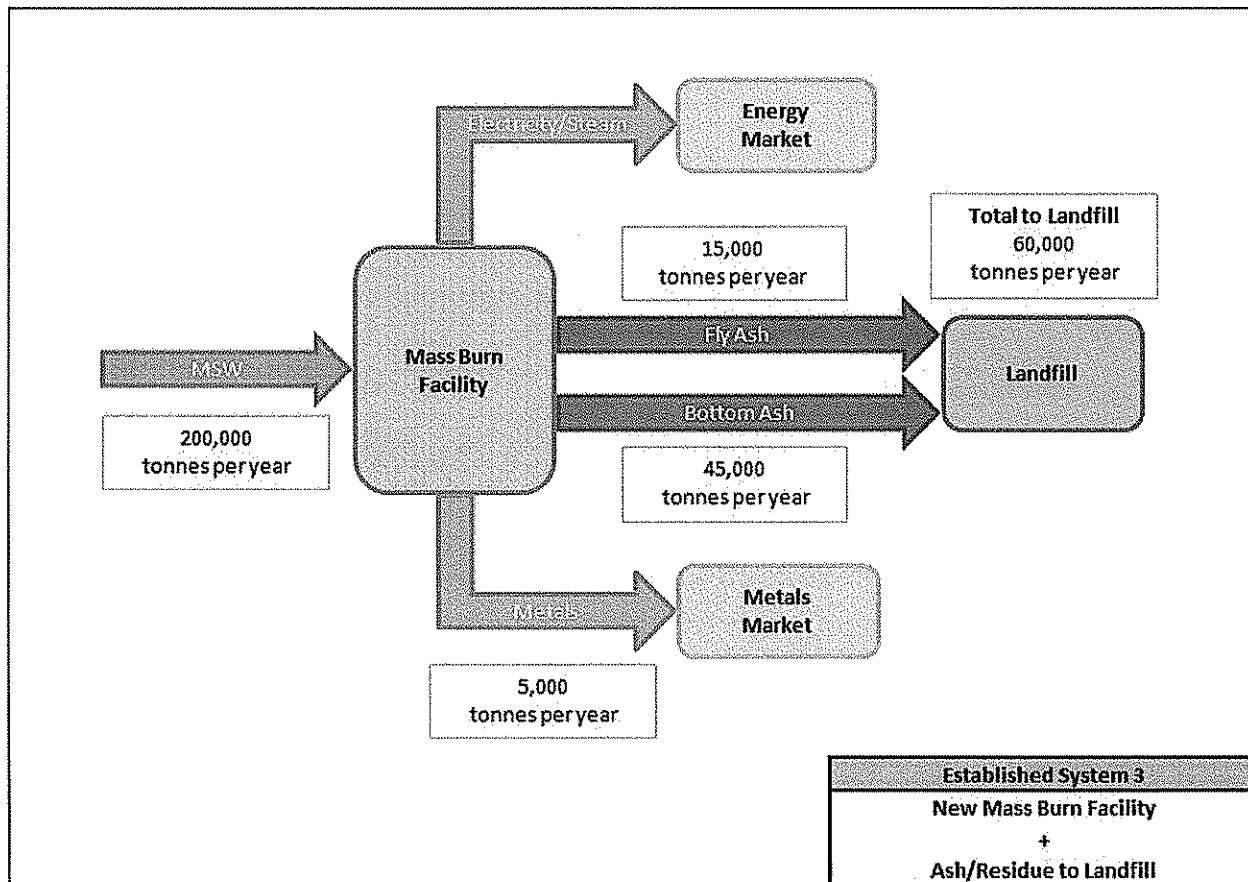 Electricity/Steam
Energy
Market
15,000
tonnes per year
Total to Landfill
60,000
tonnes per year
MSW
Mass Burn
Facility
Fly Ash
Landfill
Bottom Ash
200,000
tonnes per year
45,000
tonnes per year
Metals
Metals
Market
5,000
tonnes per year
Established System 3
New Mass Burn Facility
+
Ash/Residue to Landfill